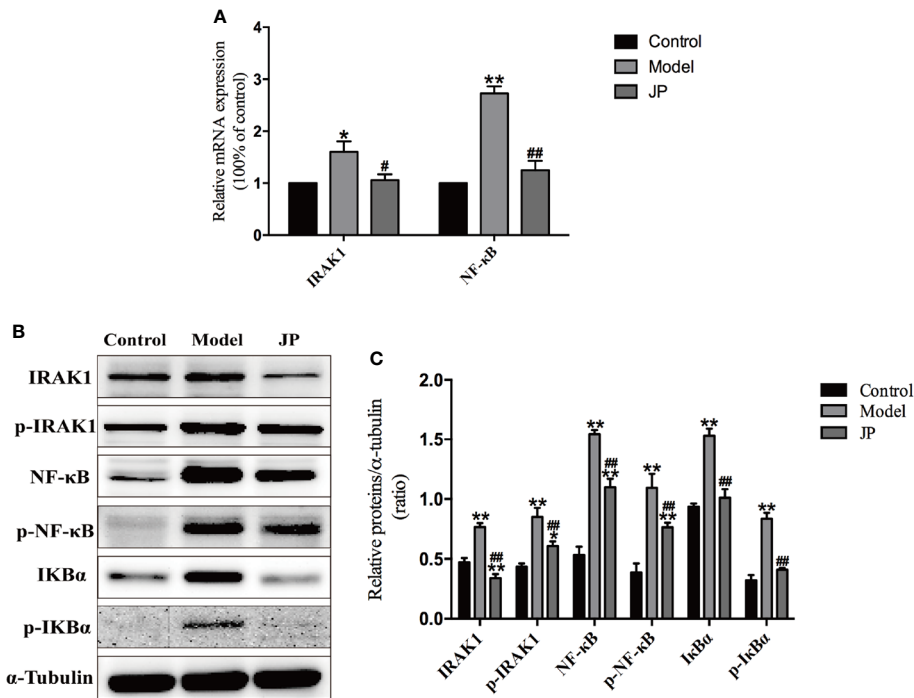 A
Relative mRNA expression
(100% of control)
4
3
2
1
0
*
#
**
##
IRAK1
NF-κB
Control
Model
JP
B
Control Model JP
IRAK1
p-IRAK1
NF-κB
p-NF-κB
IKBα
p-IKBα
α-Tubulin
C
Relative proteins/α-tubulin
(ratio)
2.0
1.5
1.0
0.5
0.0
**
##
**
**
##
*
**
##
**
**
##
**
**
##
**
##
IRAK1
p-IRAK1
NF-κB
p-NF-κB
IκBα
p-IκBα
Control
Model
JP